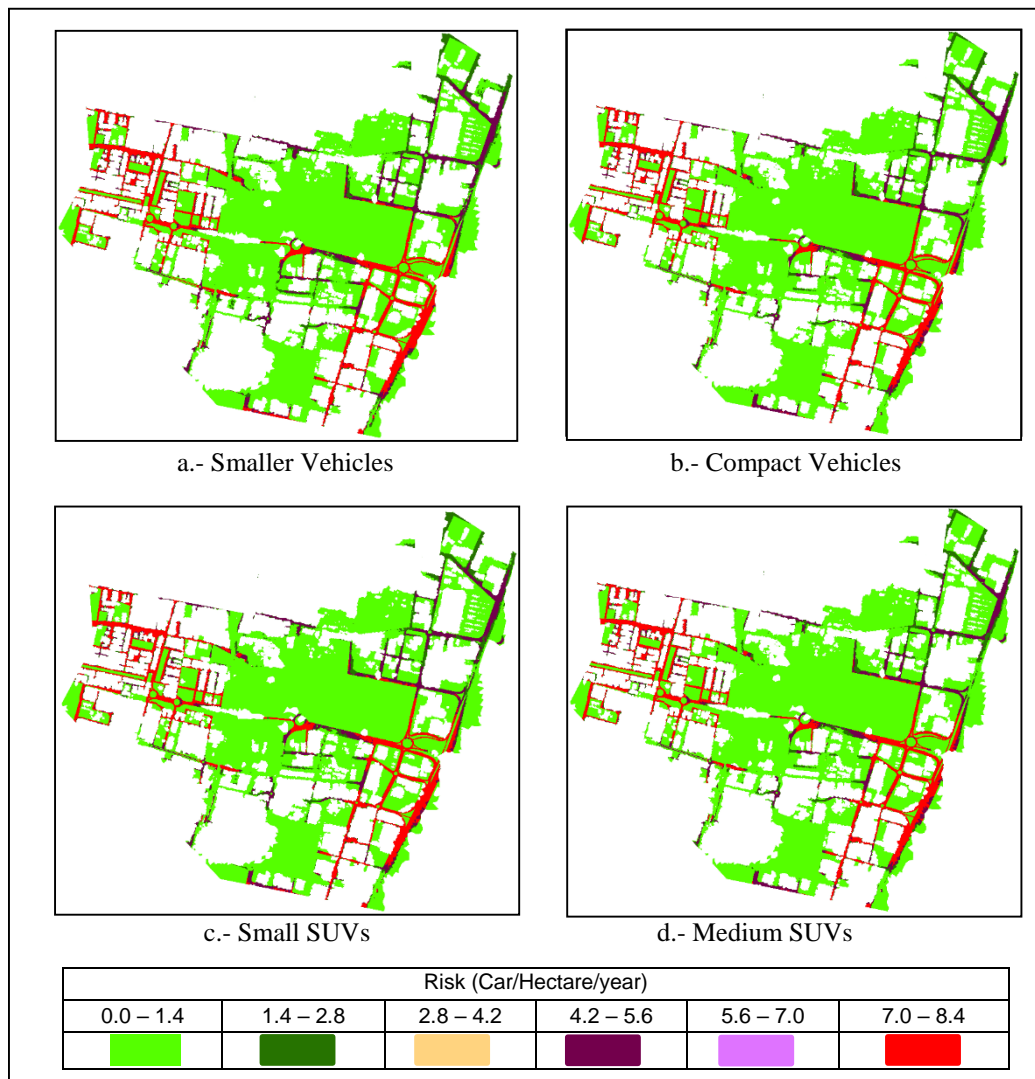 a.- Smaller Vehicles
b.- Compact Vehicles
c.- Small SUVs
d.- Medium SUVs
Risk (Car/Hectare/year)
0.0 – 1.4
1.4 – 2.8
2.8 – 4.2
4.2 – 5.6
5.6 – 7.0
7.0 – 8.4